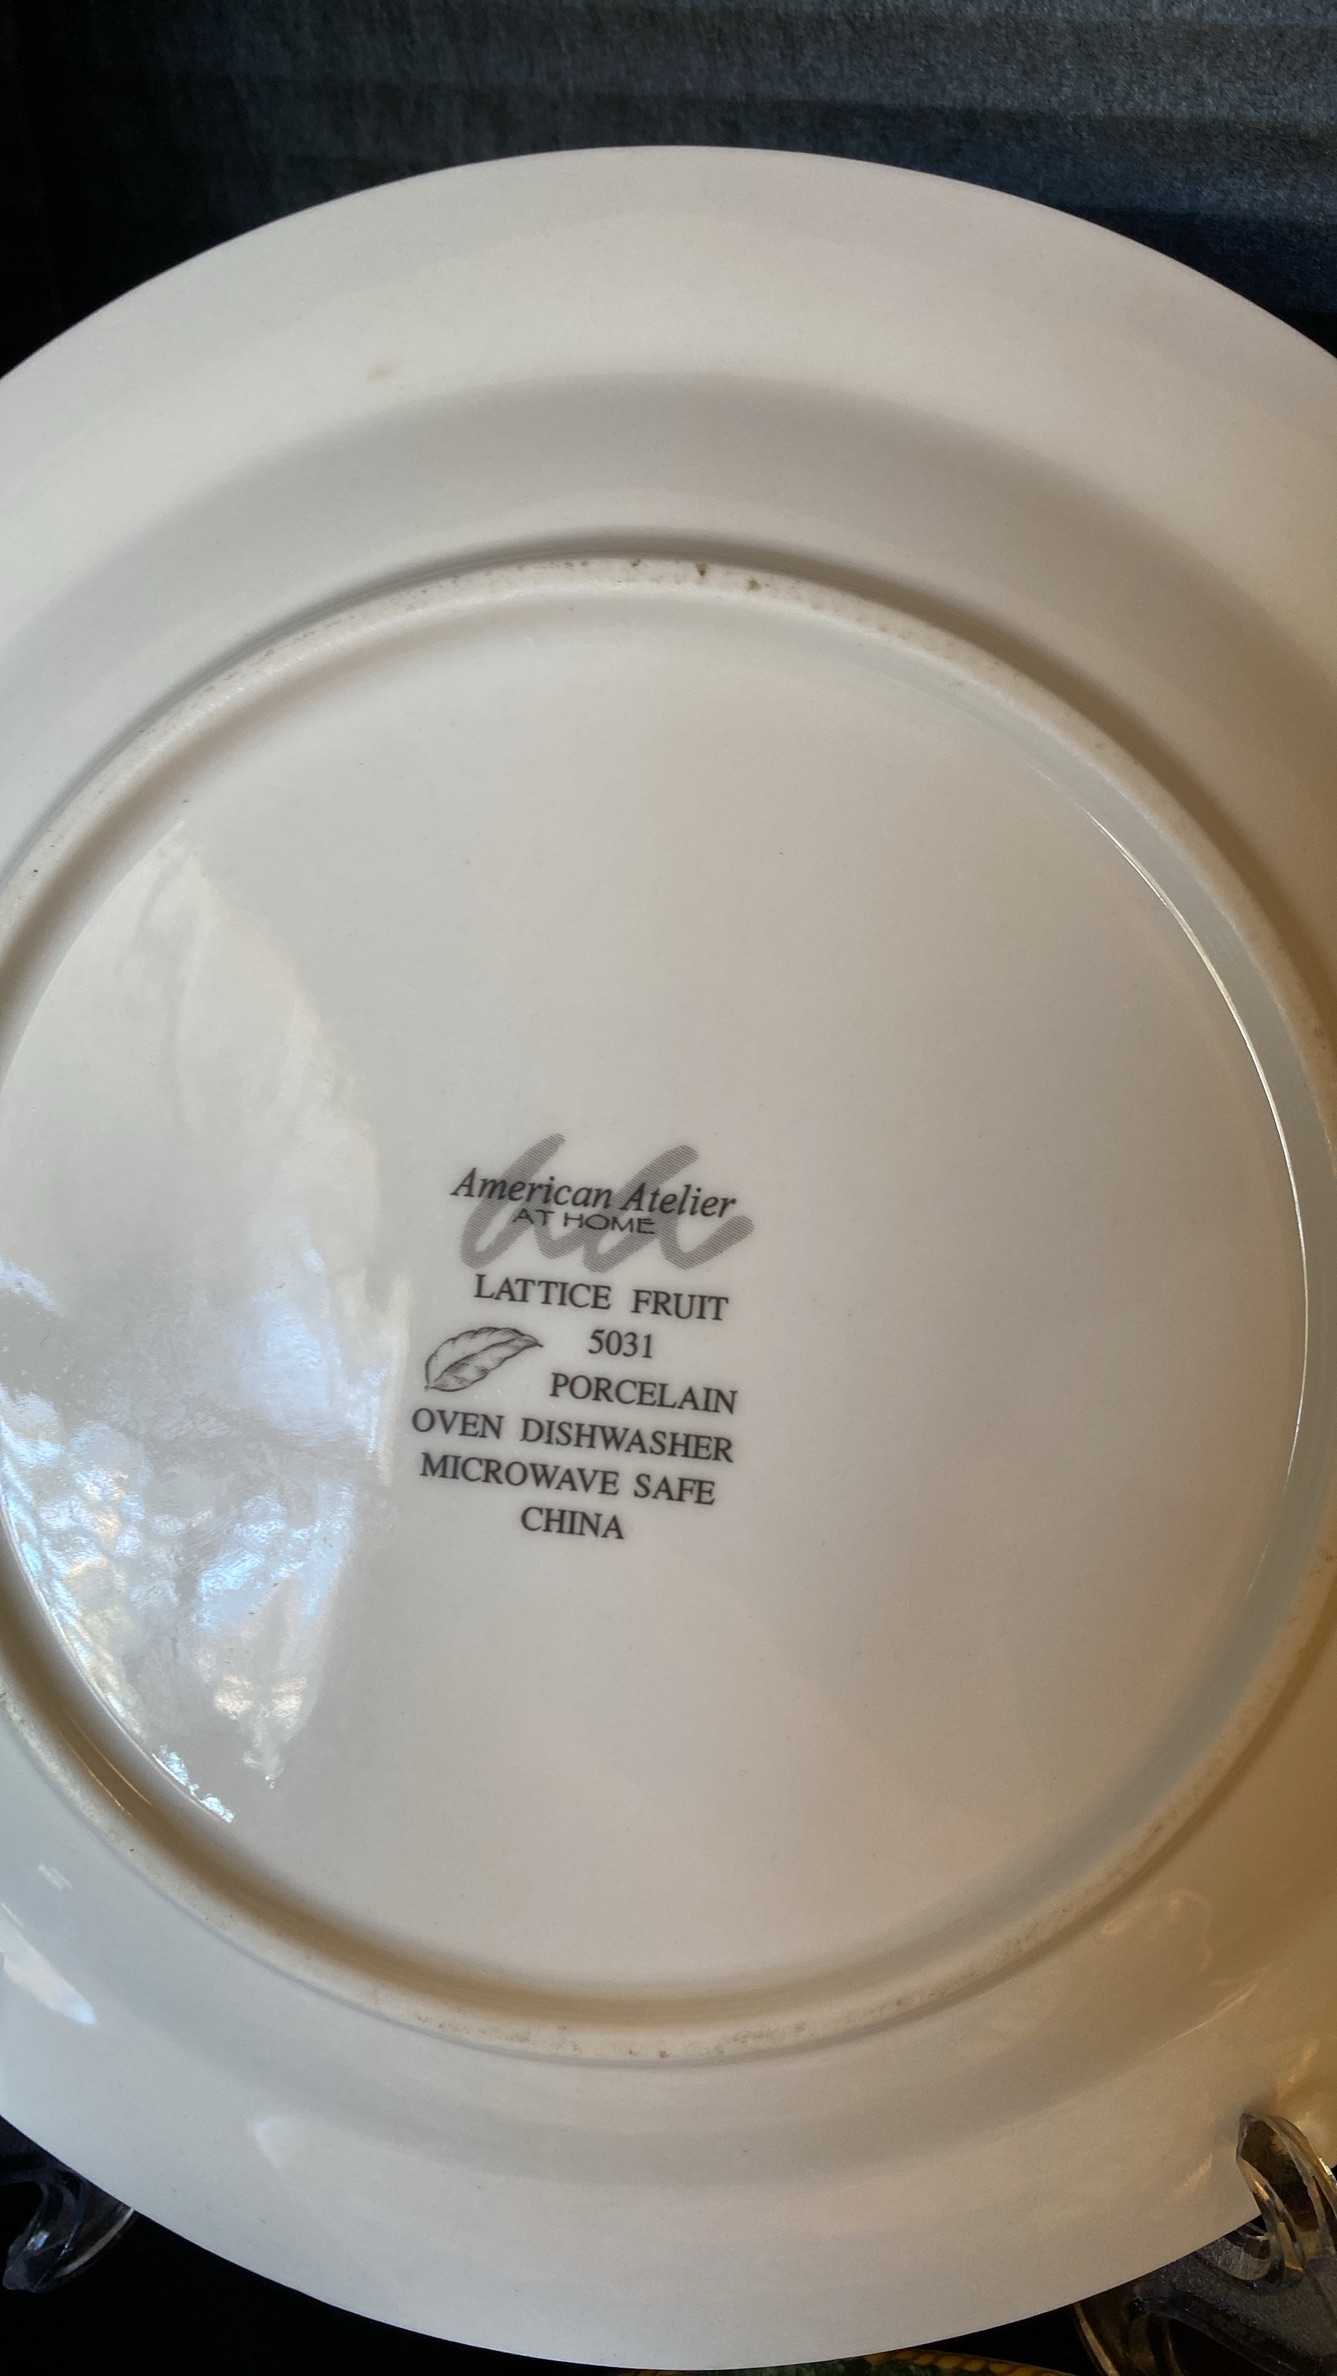 American Atelier
AT HOME
LATTICE FRUIT
5031
PORCELAIN
OVEN DISHWASHER
MICROWAVE SAFE
CHINA